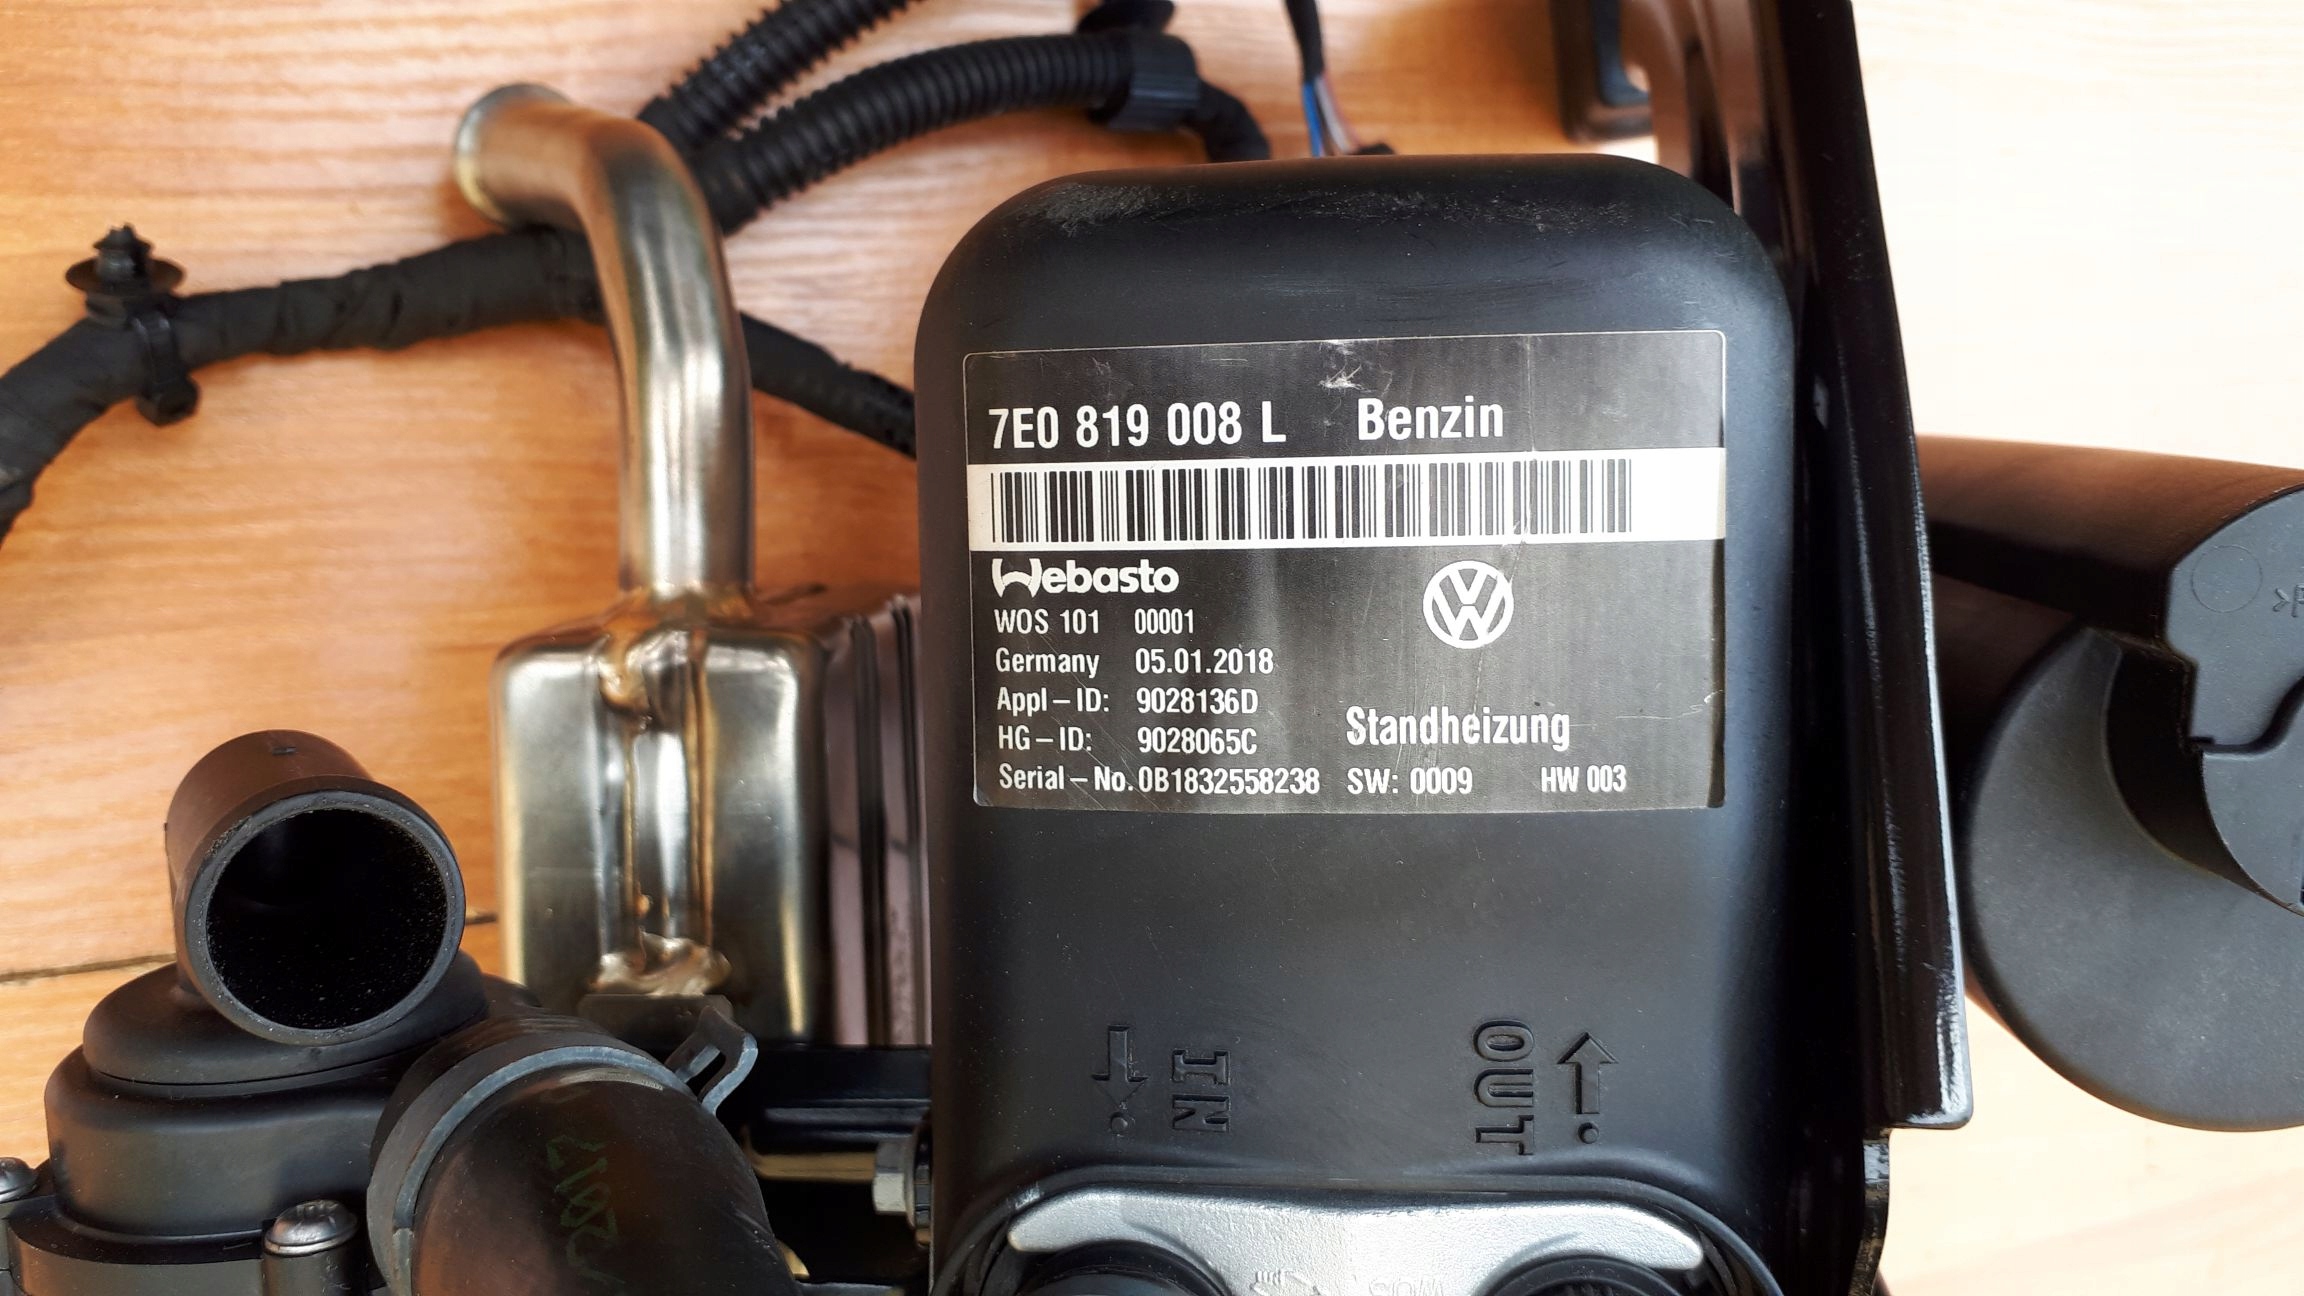 7E0 819 008 L Benzin
Webasto
WOS 101 00001
Germany 05.01.2018
Appl-ID: 9028136D
HG-ID: 9028065C
Standheizung
Serial-No. 0B1832558238 SW: 0009 HW 003
IN
OUT